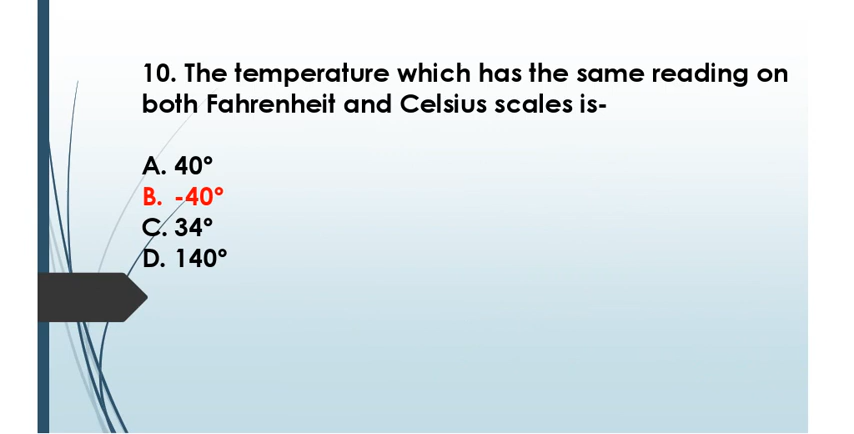 10. The temperature which has the same reading on
both Fahrenheit and Celsius scales is-
A. 40°
B. -40°
C. 34°
D. 140°